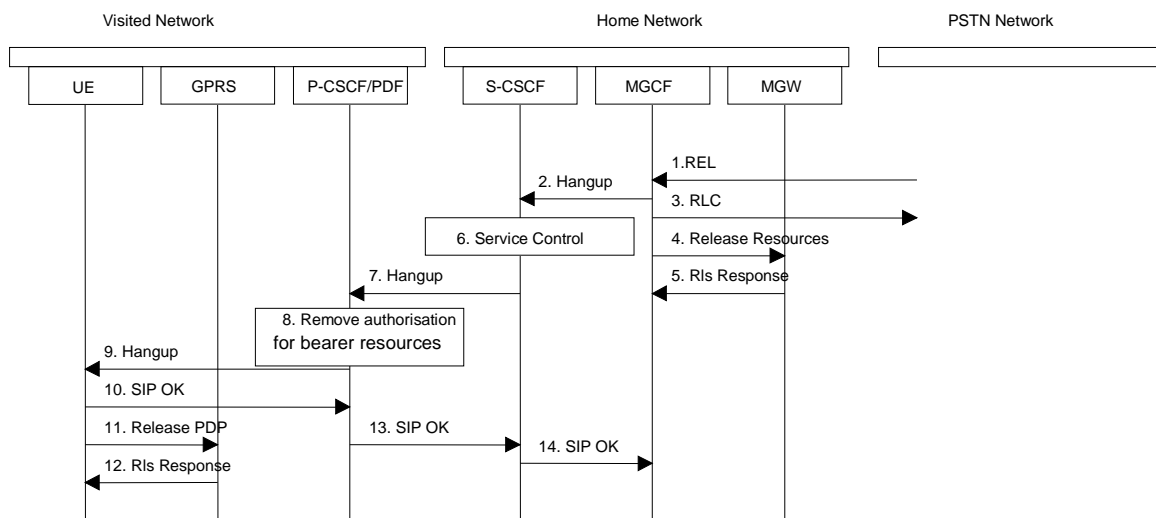 Visited Network
Home Network
PSTN Network
UE
GPRS
P-CSCF/PDF
S-CSCF
MGCF
MGW
1.REL
2. Hangup
3. RLC
6. Service Control
4. Release Resources
7. Hangup
5. Rls Response
8. Remove authorisation
for bearer resources
9. Hangup
10. SIP OK
11. Release PDP
13. SIP OK
14. SIP OK
12. Rls Response